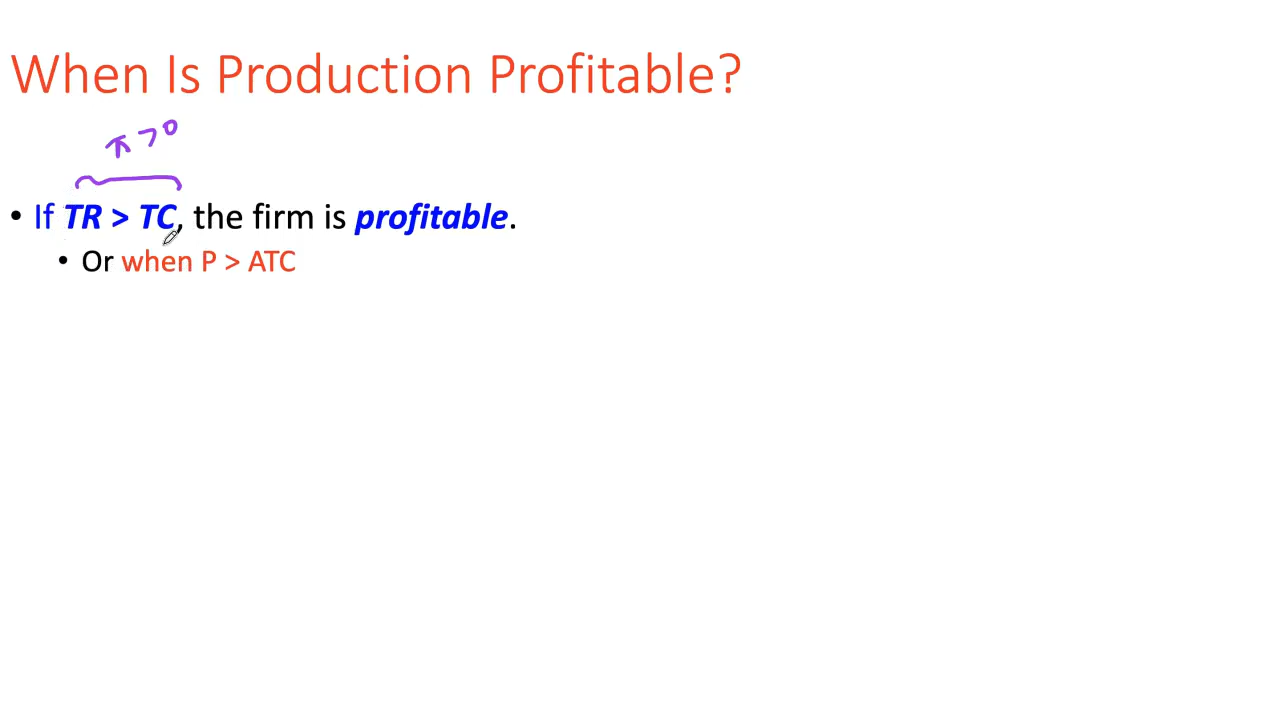 When Is Production Profitable?
π > 0
• If TR > TC, the firm is profitable.
• Or when P > ATC